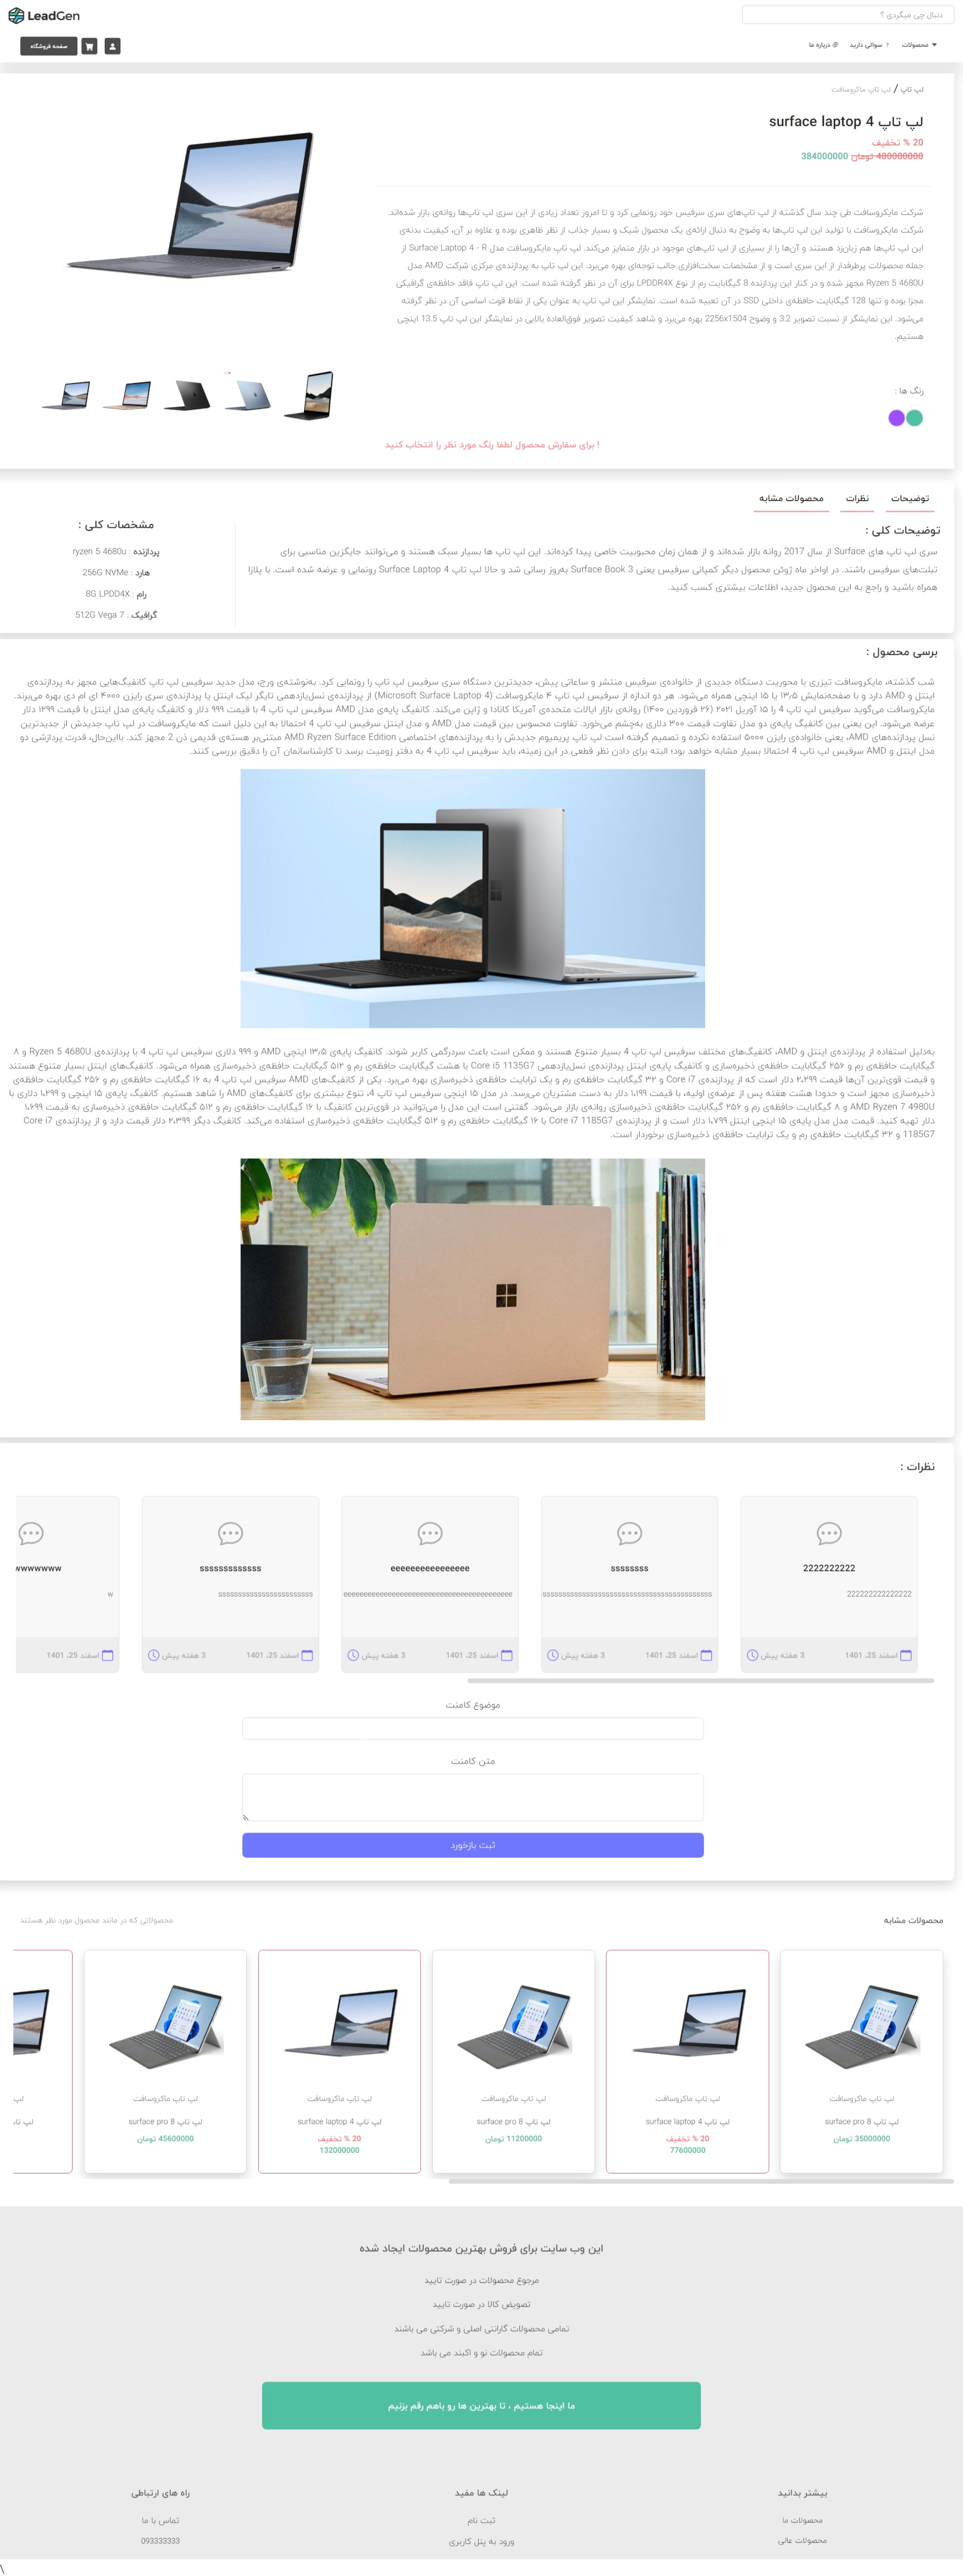 دنبال چی میگردی ؟
LeadGen
محصولات
؟ سوالی دارید
درباره ما
صفحه فروشگاه
لپ تاپ / لپ تاپ ماکروسافت
لپ تاپ surface laptop 4
20 % تخفیف
480000000 تومان 384000000
شرکت مایکروسافت طی چند سال گذشته از لپ تاپ‌های سری سرفیس خود رونمایی کرد و تا امروز تعداد زیادی از این سری لپ تاپ‌ها روانه‌ی بازار شده‌اند.
شرکت مایکروسافت با تولید این لپ تاپ‌ها به وضوح به دنبال ارائه‌ی یک محصول شیک و بسیار جذاب از نظر ظاهری بوده و علاوه بر آن، کیفیت بدنه‌ی
این لپ تاپ‌ها هم زبان‌زد هستند و آن‌ها را از بسیاری از لپ تاپ‌های موجود در بازار متمایز می‌کند. لپ تاپ مایکروسافت مدل Surface Laptop 4 - R از
جمله محصولات پرطرفدار از این سری است و از مشخصات سخت‌افزاری جالب توجه‌ای بهره می‌برد. این لپ تاپ به پردازنده‌ی مرکزی شرکت AMD مدل
Ryzen 5 4680U مجهز شده و در کنار این پردازنده 8 گیگابایت رم از نوع LPDDR4X برای آن در نظر گرفته شده است. این لپ تاپ فاقد حافظه‌ی گرافیکی
مجزا بوده و تنها 128 گیگابایت حافظه‌ی داخلی SSD در آن تعبیه شده است. نمایشگر این لپ تاپ به عنوان یکی از نقاط قوت اساسی آن در نظر گرفته
می‌شود. این نمایشگر از نسبت تصویر 3:2 و وضوح 2256x1504 بهره می‌برد و شاهد کیفیت تصویر فوق‌العاده بالایی در نمایشگر این لپ تاپ 13.5 اینچی
هستیم.
رنگ ها :
! برای سفارش محصول لطفا رنگ مورد نظر را انتخاب کنید
توضیحات
نظرات
محصولات مشابه
توضیحات کلی :
سری لپ تاپ های Surface از سال 2017 روانه بازار شده‌اند و از همان زمان محبوبیت خاصی پیدا کرده‌اند. این لپ تاپ ها بسیار سبک هستند و می‌توانند جایگزین مناسبی برای
تبلت‌های سرفیس باشند. در اواخر ماه ژوئن محصول دیگر کمپانی سرفیس یعنی Surface Book 3 به‌روز رسانی شد و حالا لپ تاپ Surface Laptop 4 رونمایی و عرضه شده است. با پلازا
همراه باشید و راجع به این محصول جدید، اطلاعات بیشتری کسب کنید.
مشخصات کلی :
پردازنده : ryzen 5 4680u
هارد : 256G NVMe
رام : 8G LPDD4X
گرافیک : 512G Vega 7
برسی محصول :
شب گذشته، مایکروسافت تیزری با محوریت دستگاه جدیدی از خانواده‌ی سرفیس منتشر و ساعاتی پیش، جدیدترین دستگاه سری سرفیس لپ تاپ را رونمایی کرد. به‌نوشته‌ی ورج، مدل جدید سرفیس لپ تاپ کانفیگ‌هایی مجهز به پردازنده‌ی
اینتل و AMD دارد و با صفحه‌نمایش ۱۳٫۵ یا ۱۵ اینچی همراه می‌شود. هر دو اندازه از سرفیس لپ تاپ ۴ مایکروسافت (Microsoft Surface Laptop 4) از پردازنده‌ی نسل‌یازدهمی تایگر لیک اینتل یا پردازنده‌ی سری رایزن ۴۰۰۰ ای ام دی بهره می‌برند.
مایکروسافت می‌گوید سرفیس لپ تاپ 4 را ۱۵ آوریل ۲۰۲۱ (۲۶ فروردین ۱۴۰۰) روانه‌ی بازار ایالات متحده‌ی آمریکا کانادا و ژاپن می‌کند. کانفیگ پایه‌ی مدل AMD سرفیس لپ تاپ 4 با قیمت ۹۹۹ دلار و کانفیگ پایه‌ی مدل اینتل با قیمت ۱۲۹۹ دلار
عرضه می‌شود. این یعنی بین کانفیگ پایه‌ی دو مدل تفاوت قیمت ۳۰۰ دلاری به‌چشم می‌خورد. تفاوت محسوس بین قیمت مدل AMD و مدل اینتل سرفیس لپ تاپ 4 احتمالا به این دلیل است که مایکروسافت در لپ تاپ جدیدش از جدیدترین
نسل پردازنده‌های AMD، یعنی خانواده‌ی رایزن ۵۰۰۰ استفاده نکرده و تصمیم گرفته است لپ تاپ پریمیوم جدیدش را به پردازنده‌های اختصاصی AMD Ryzen Surface Edition مبتنی‌بر هسته‌ی قدیمی ذن 2 مجهز کند. بااین‌حال، قدرت پردازشی دو
مدل اینتل و AMD سرفیس لپ تاپ 4 احتمالا بسیار مشابه خواهد بود؛ البته برای دادن نظر قطعی در این زمینه، باید سرفیس لپ تاپ 4 به دفتر زومیت برسد تا کارشناسانمان آن را دقیق بررسی کنند.
به‌دلیل استفاده از پردازنده‌ی اینتل و AMD، کانفیگ‌های مختلف سرفیس لپ تاپ 4 بسیار متنوع هستند و ممکن است باعث سردرگمی کاربر شوند. کانفیگ پایه‌ی ۱۳٫۵ اینچی AMD و ۹۹۹ دلاری سرفیس لپ تاپ 4 با پردازنده‌ی Ryzen 5 4680U و ۸
گیگابایت حافظه‌ی رم و ۲۵۶ گیگابایت حافظه‌ی ذخیره‌سازی و کانفیگ پایه‌ی اینتل پردازنده‌ی نسل‌یازدهمی Core i5 1135G7 با هشت گیگابایت حافظه‌ی رم و ۵۱۲ گیگابایت حافظه‌ی ذخیره‌سازی همراه می‌شود. کانفیگ‌های اینتل بسیار متنوع هستند
و قیمت قوی‌ترین آن‌ها قیمت ۲٬۲۹۹ دلار است که از پردازنده‌ی Core i7 و ۳۲ گیگابایت حافظه‌ی رم و یک ترابایت حافظه‌ی ذخیره‌سازی بهره می‌برد. یکی از کانفیگ‌های AMD سرفیس لپ تاپ 4 به ۱۶ گیگابایت حافظه‌ی رم و ۲۵۶ گیگابایت حافظه‌ی
ذخیره‌سازی مجهز است و حدودا هشت هفته پس از عرضه‌ی اولیه، با قیمت ۱٬۱۹۹ دلار به دست مشتریان می‌رسد. در مدل ۱۵ اینچی سرفیس لپ تاپ 4، تنوع بیشتری برای کانفیگ‌های AMD را شاهد هستیم. کانفیگ پایه‌ی ۱۵ اینچی و ۱٬۲۹۹ دلاری با
AMD Ryzen 7 4980U و ۸ گیگابایت حافظه‌ی رم و ۲۵۶ گیگابایت حافظه‌ی ذخیره‌سازی روانه‌ی بازار می‌شود. گفتنی است این مدل را می‌توانید در قوی‌ترین کانفیگ با ۱۶ گیگابایت حافظه‌ی رم و ۵۱۲ گیگابایت حافظه‌ی ذخیره‌سازی به قیمت ۱٬۶۹۹
دلار تهیه کنید. قیمت مدل مدل پایه‌ی ۱۵ اینچی اینتل ۱٬۷۹۹ دلار است و از پردازنده‌ی Core i7 1185G7 با ۱۶ گیگابایت حافظه‌ی رم و ۵۱۲ گیگابایت حافظه‌ی ذخیره‌سازی استفاده می‌کند. کانفیگ دیگر ۲٬۳۹۹ دلار قیمت دارد و از پردازنده‌ی Core i7
1185G7 و ۳۲ گیگابایت حافظه‌ی رم و یک ترابایت حافظه‌ی ذخیره‌سازی برخوردار است.
نظرات :
2222222222
222222222222222
اسفند 25، 1401
3 هفته پیش
ssssssss
اسفند 25، 1401
3 هفته پیش
eeeeeeeeeeeeeee
اسفند 25، 1401
3 هفته پیش
sssssssssssss
ssssssssssssssssssssssss
اسفند 25، 1401
3 هفته پیش
wwwwwwww
w
اسفند 25، 1401
موضوع کامنت
متن کامنت
ثبت بازخورد
محصولات مشابه
محصولاتی که در مانند محصول مورد نظر هستند
لپ تاپ ماکروسافت
لپ تاپ surface pro 8
35000000 تومان
لپ تاپ ماکروسافت
لپ تاپ surface laptop 4
20 % تخفیف
77600000
لپ تاپ ماکروسافت
لپ تاپ surface pro 8
11200000 تومان
لپ تاپ ماکروسافت
لپ تاپ surface laptop 4
20 % تخفیف
132000000
لپ تاپ ماکروسافت
لپ تاپ surface pro 8
45600000 تومان
این وب سایت برای فروش بهترین محصولات ایجاد شده
مرجوع محصولات در صورت تایید
تصویض کالا در صورت تایید
تمامی محصولات گارانتی اصلی و شرکتی می باشند
تمام محصولات نو و اکبند می باشد
ما اینجا هستیم ، تا بهترین ها رو باهم رقم بزنیم
بیشتر بدانید
محصولات ما
محصولات عالی
لینک ها مفید
ثبت نام
ورود به پنل کاربری
راه های ارتباطی
تماس با ما
093333333
\